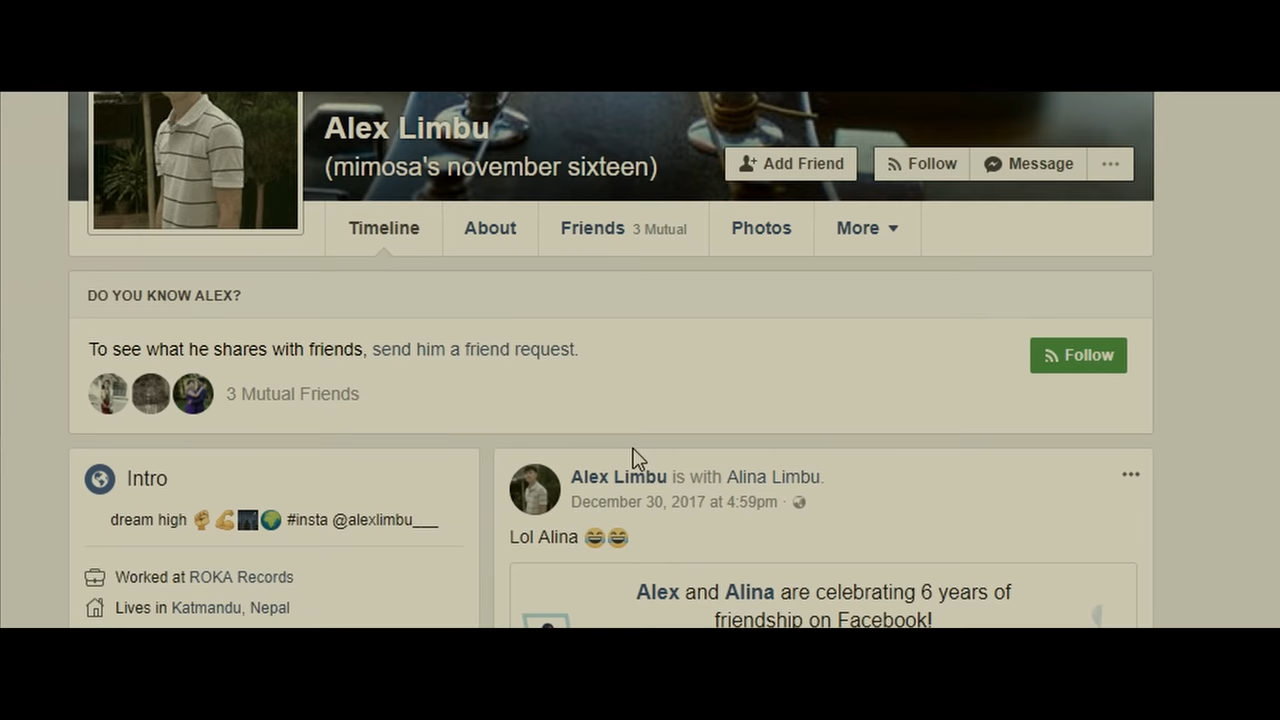 Alex Limbu
(mimosa's november sixteen)
Add Friend
Follow
Message
Timeline
About
Friends 3 Mutual
Photos
More
DO YOU KNOW ALEX?
To see what he shares with friends, send him a friend request.
Follow
3 Mutual Friends
Intro
dream high ✊💪🌃🌍 #insta @alexlimbu___
Worked at ROKA Records
Lives in Katmandu, Nepal
Alex Limbu is with Alina Limbu.
December 30, 2017 at 4:59pm ·
Lol Alina 😂😂
Alex and Alina are celebrating 6 years of
friendship on Facebook!